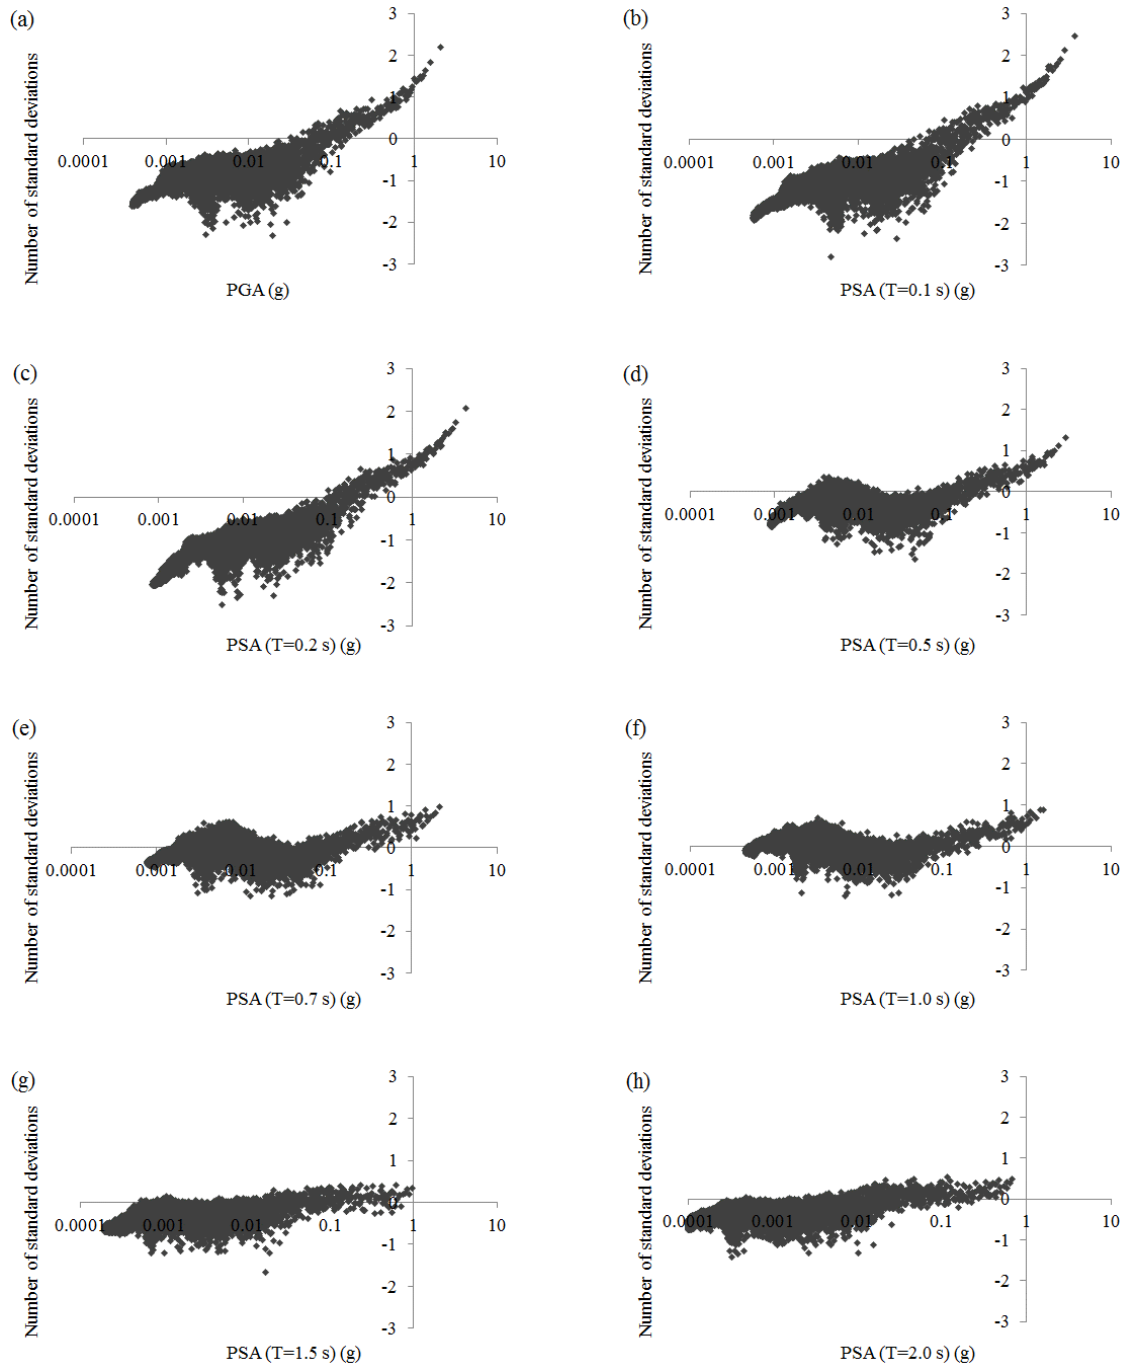 (a)
Number of standard deviations
3
2
1
0
0.0001 0.001 0.01 0.1 1 10
-1
-2
-3
PGA (g)
(b)
Number of standard deviations
3
2
1
0
0.0001 0.001 0.01 0.1 1 10
-1
-2
-3
PSA (T=0.1 s) (g)
(c)
Number of standard deviations
3
2
1
0
0.0001 0.001 0.01 0.1 1 10
-1
-2
-3
PSA (T=0.2 s) (g)
(d)
Number of standard deviations
3
2
1
0
0.0001 0.001 0.01 0.1 1 10
-1
-2
-3
PSA (T=0.5 s) (g)
(e)
Number of standard deviations
3
2
1
0
0.0001 0.001 0.01 0.1 1 10
-1
-2
-3
PSA (T=0.7 s) (g)
(f)
Number of standard deviations
3
2
1
0
0.0001 0.001 0.01 0.1 1 10
-1
-2
-3
PSA (T=1.0 s) (g)
(g)
Number of standard deviations
3
2
1
0
0.0001 0.001 0.01 0.1 1 10
-1
-2
-3
PSA (T=1.5 s) (g)
(h)
Number of standard deviations
3
2
1
0
0.0001 0.001 0.01 0.1 1 10
-1
-2
-3
PSA (T=2.0 s) (g)